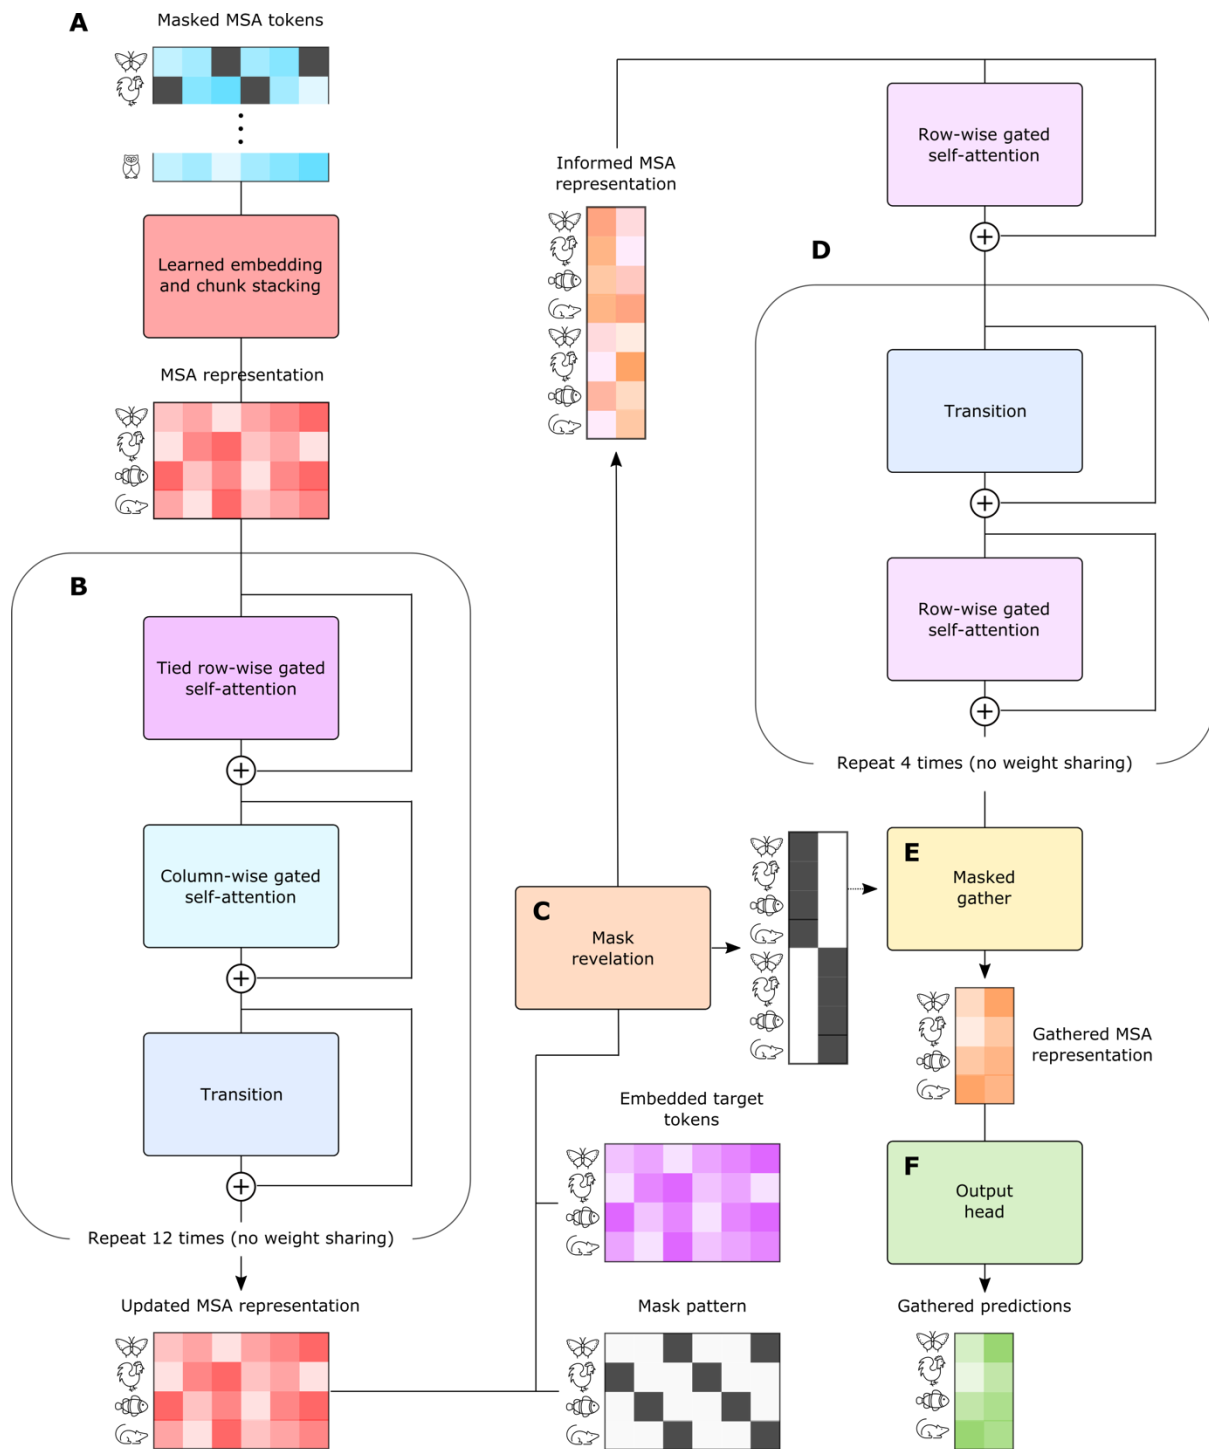 A
Masked MSA tokens
Learned embedding
and chunk stacking
MSA representation
B
Tied row-wise gated
self-attention
Column-wise gated
self-attention
Transition
Repeat 12 times (no weight sharing)
Updated MSA representation
Informed MSA
representation
C
Mask
revelation
Embedded target
tokens
Mask pattern
Row-wise gated
self-attention
D
Transition
Row-wise gated
self-attention
Repeat 4 times (no weight sharing)
E
Masked
gather
Gathered MSA
representation
F
Output
head
Gathered predictions